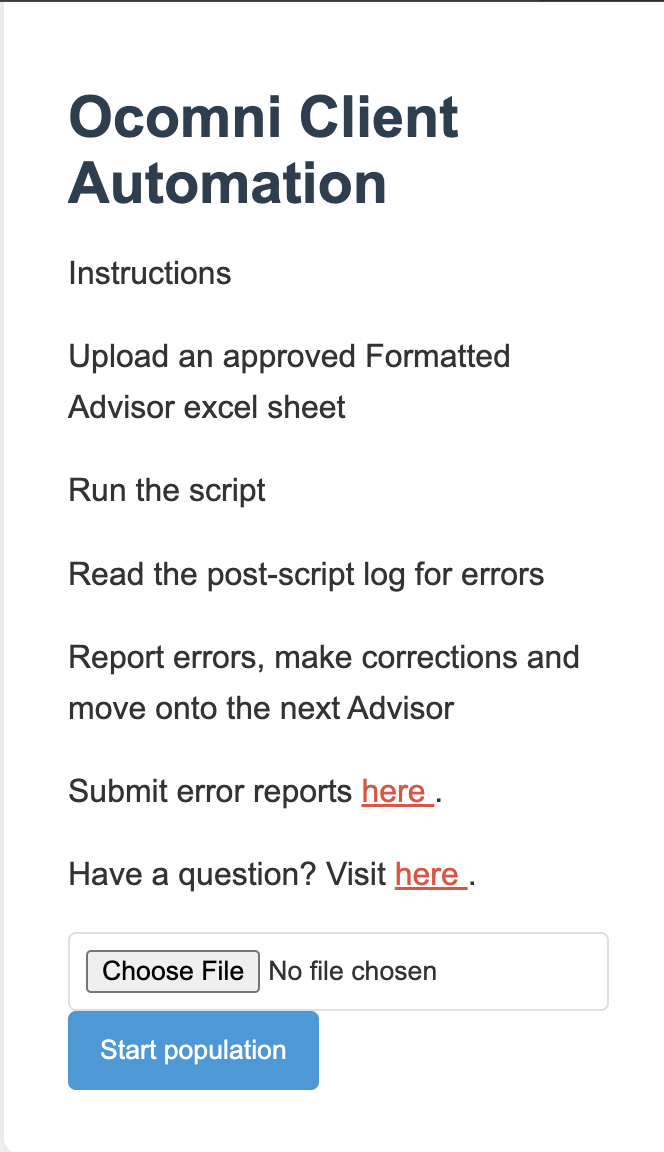 Ocomni Client
Automation
Instructions
Upload an approved Formatted
Advisor excel sheet
Run the script
Read the post-script log for errors
Report errors, make corrections and
move onto the next Advisor
Submit error reports here .
Have a question? Visit here .
Choose File No file chosen
Start population